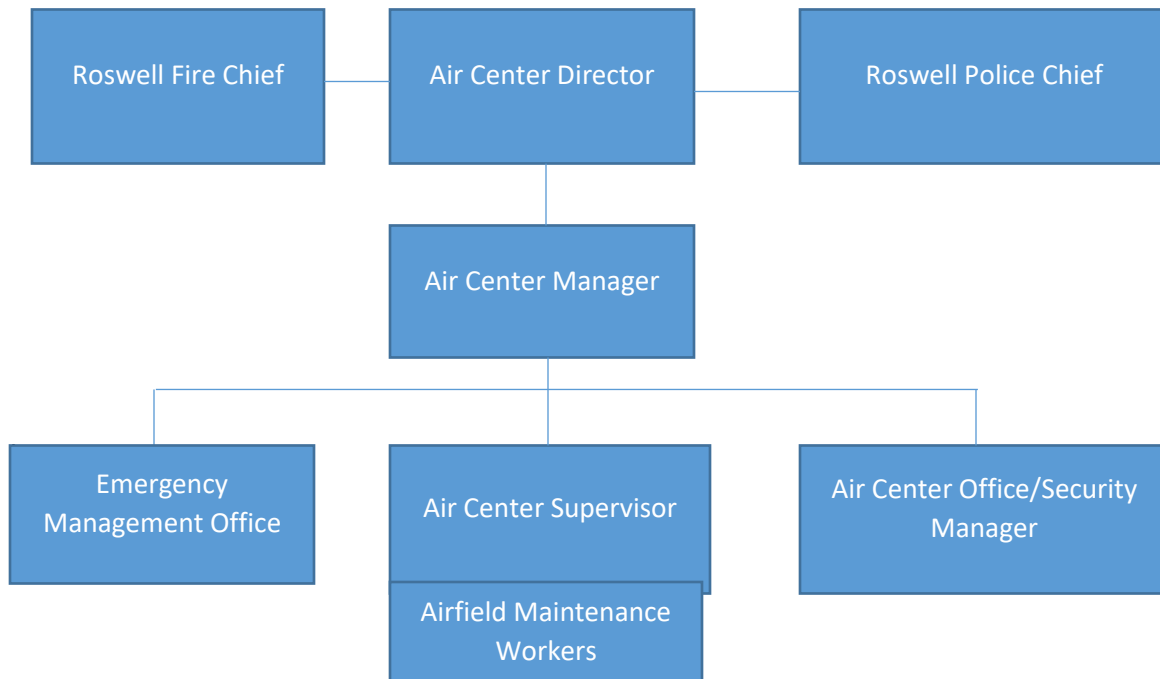 Roswell Fire Chief
Air Center Director
Roswell Police Chief
Air Center Manager
Emergency
Management Office
Air Center Supervisor
Air Center Office/Security
Manager
Airfield Maintenance
Workers